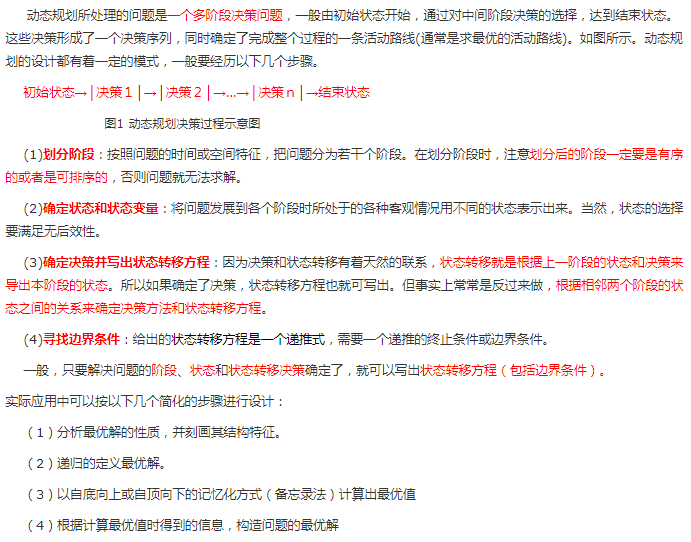 动态规划所处理的问题是一个多阶段决策问题，一般由初始状态开始，通过对中间阶段决策的选择，达到结束状态。
这些决策形成了一个决策序列，同时确定了完成整个过程的一条活动路线(通常是求最优的活动路线)。如图所示。动态规
划的设计都有着一定的模式，一般要经历以下几个步骤。
初始状态→│决策１│→│决策２│→…→│决策ｎ│→结束状态
图1 动态规划决策过程示意图
(1)划分阶段：按照问题的时间或空间特征，把问题分为若干个阶段。在划分阶段时，注意划分后的阶段一定要是有序
的或者是可排序的，否则问题就无法求解。
(2)确定状态和状态变量：将问题发展到各个阶段时所处于的各种客观情况用不同的状态表示出来。当然，状态的选择
要满足无后效性。
(3)确定决策并写出状态转移方程：因为决策和状态转移有着天然的联系，状态转移就是根据上一阶段的状态和决策来
导出本阶段的状态。所以如果确定了决策，状态转移方程也就可写出。但事实上常常是反过来做，根据相邻两个阶段的状
态之间的关系来确定决策方法和状态转移方程。
(4)寻找边界条件：给出的状态转移方程是一个递推式，需要一个递推的终止条件或边界条件。
一般，只要解决问题的阶段、状态和状态转移决策确定了，就可以写出状态转移方程（包括边界条件）。
实际应用中可以按以下几个简化的步骤进行设计：
（1）分析最优解的性质，并刻画其结构特征。
（2）递归的定义最优解。
（3）以自底向上或自顶向下的记忆化方式（备忘录法）计算出最优值
（4）根据计算最优值时得到的信息，构造问题的最优解